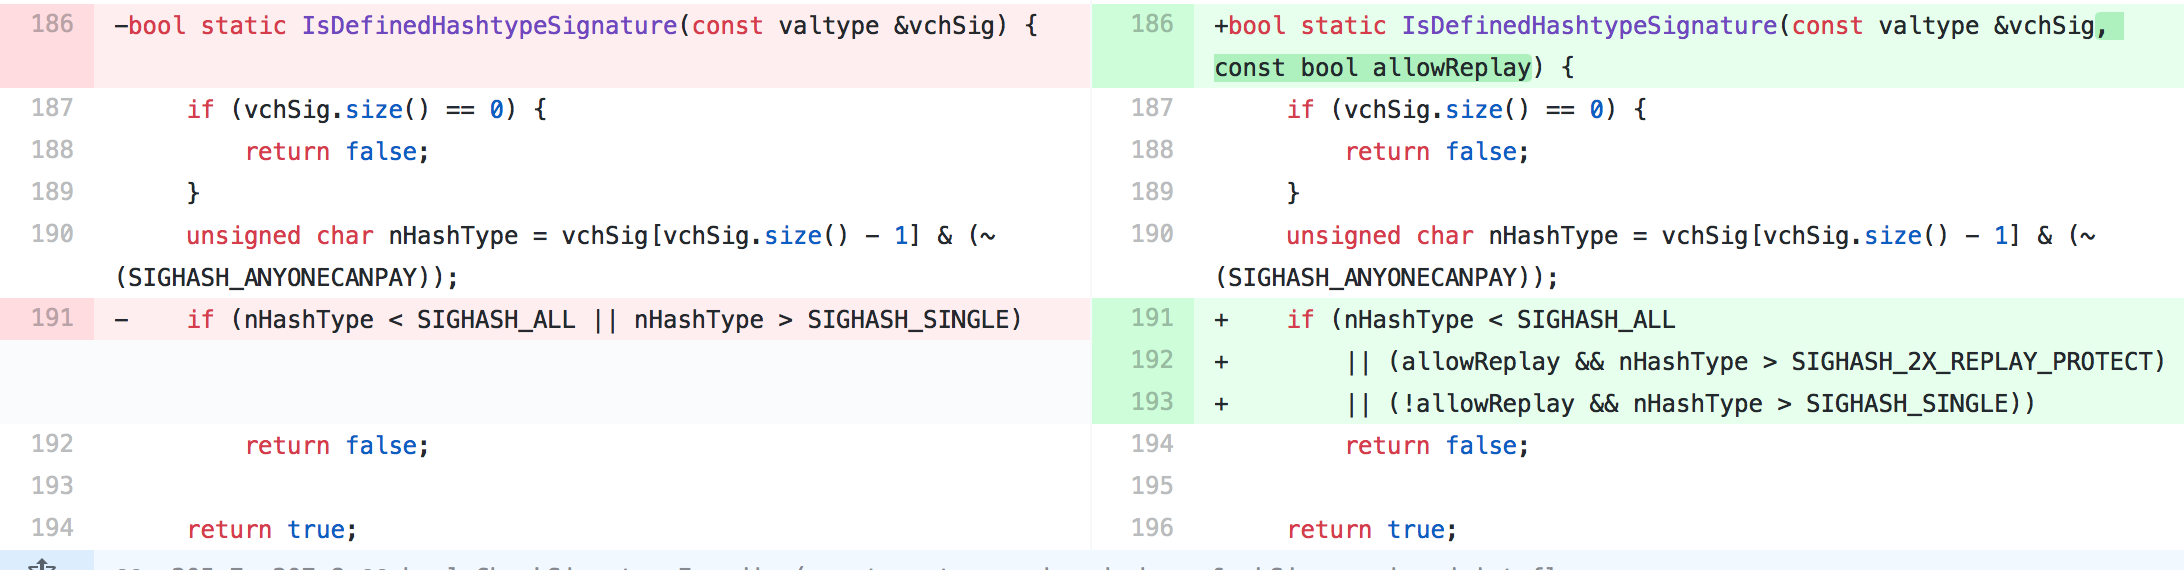 186 -bool static IsDefinedHashtypeSignature(const valtype &vchSig) {
187 if (vchSig.size() == 0) {
188 return false;
189 }
190 unsigned char nHashType = vchSig[vchSig.size() - 1] & (~
(SIGHASH_ANYONECANPAY));
191 - if (nHashType < SIGHASH_ALL || nHashType > SIGHASH_SINGLE)
192 return false;
193
194 return true;
186 +bool static IsDefinedHashtypeSignature(const valtype &vchSig,
const bool allowReplay) {
187 if (vchSig.size() == 0) {
188 return false;
189 }
190 unsigned char nHashType = vchSig[vchSig.size() - 1] & (~
(SIGHASH_ANYONECANPAY));
191 + if (nHashType < SIGHASH_ALL
192 + || (allowReplay && nHashType > SIGHASH_2X_REPLAY_PROTECT)
193 + || (!allowReplay && nHashType > SIGHASH_SINGLE))
194 return false;
195
196 return true;